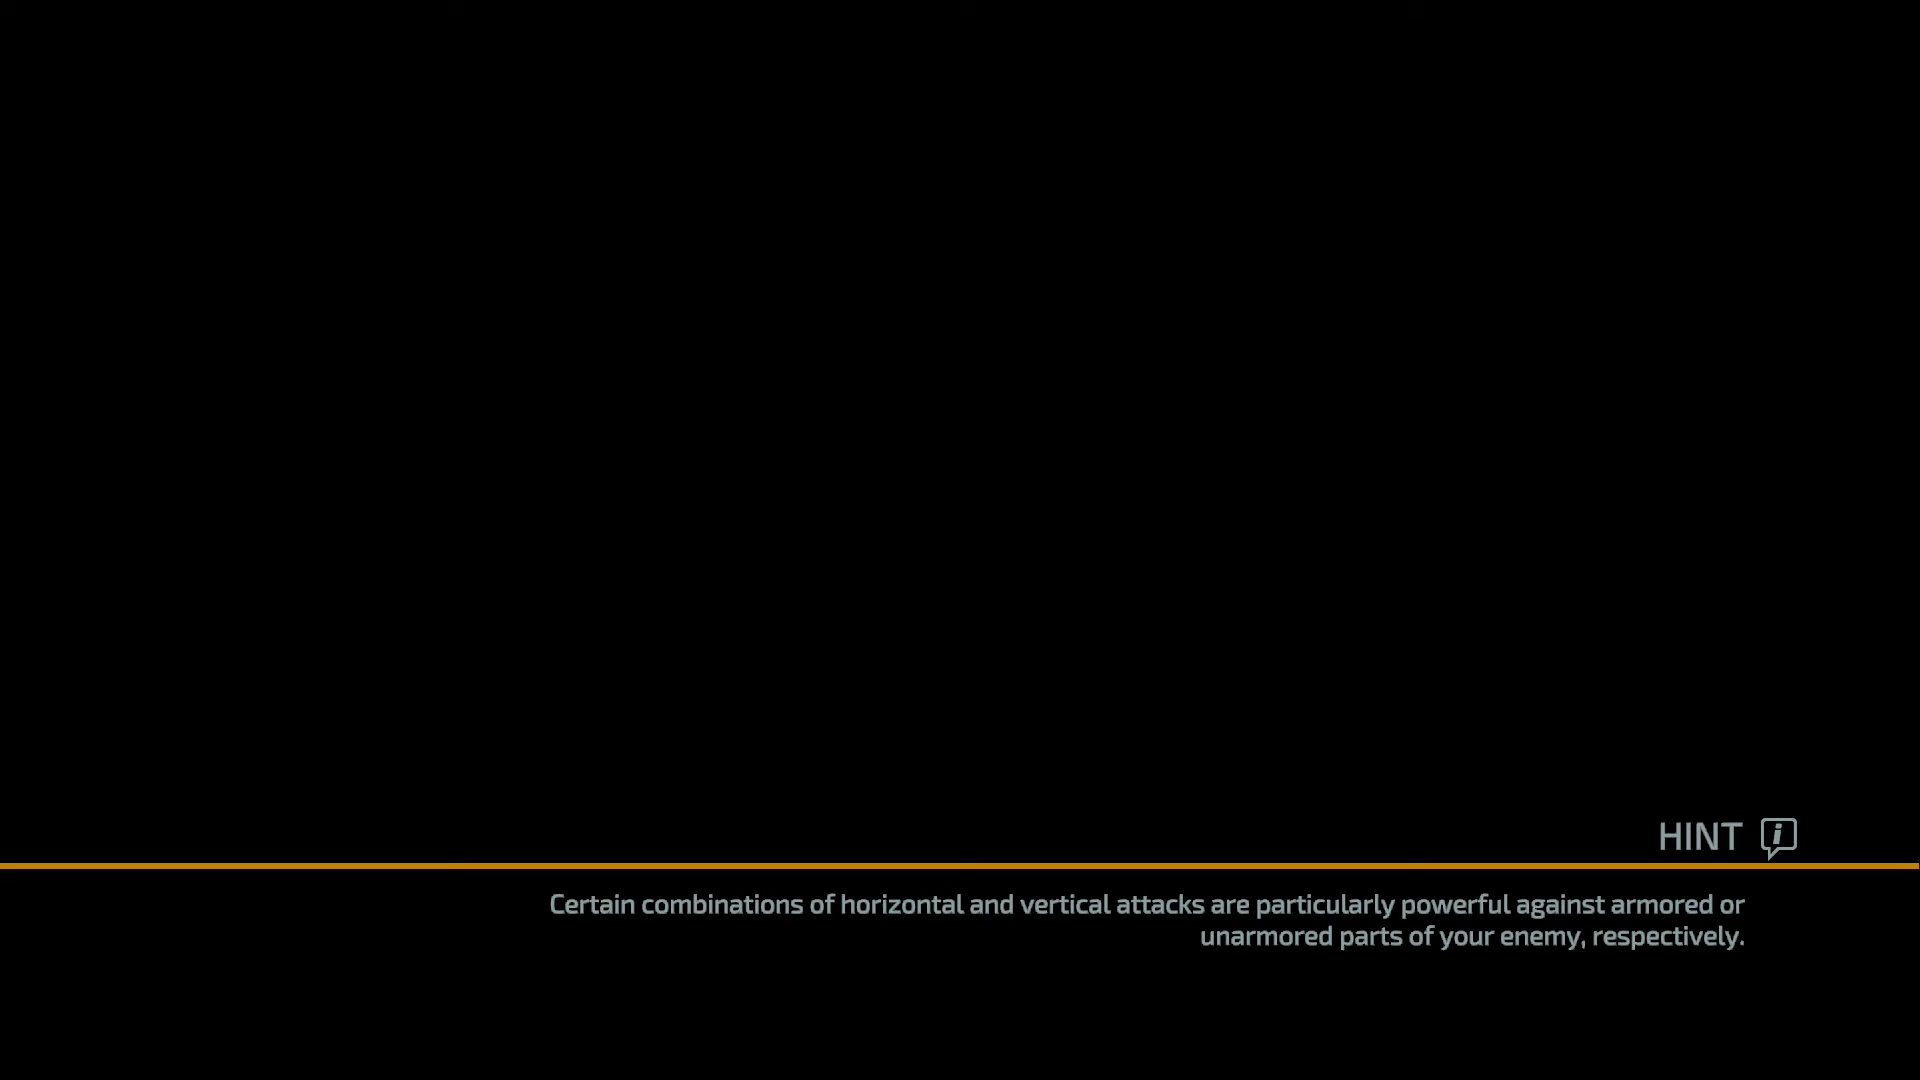 HINT
Certain combinations of horizontal and vertical attacks are particularly powerful against armored or
unarmored parts of your enemy, respectively.